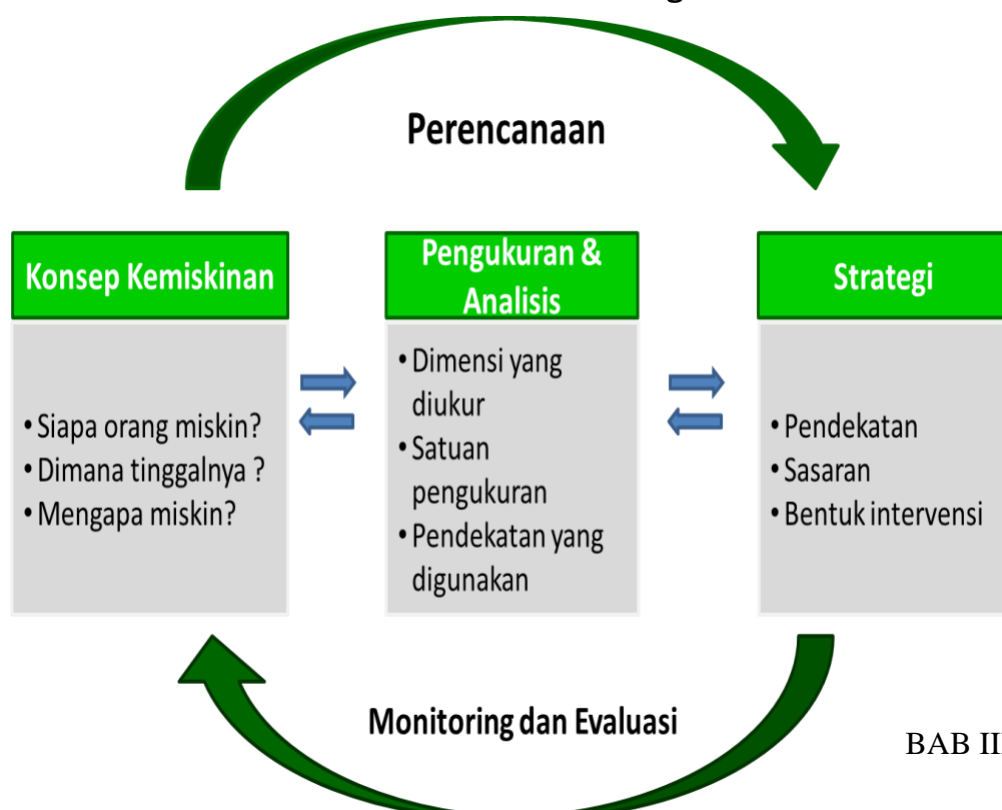 Perencanaan
Konsep Kemiskinan
• Siapa orang miskin?
• Dimana tinggalnya ?
• Mengapa miskin?
Pengukuran &
Analisis
• Dimensi yang
diukur
• Satuan
pengukuran
• Pendekatan yang
digunakan
Strategi
• Pendekatan
• Sasaran
• Bentuk intervensi
Monitoring dan Evaluasi
BAB III